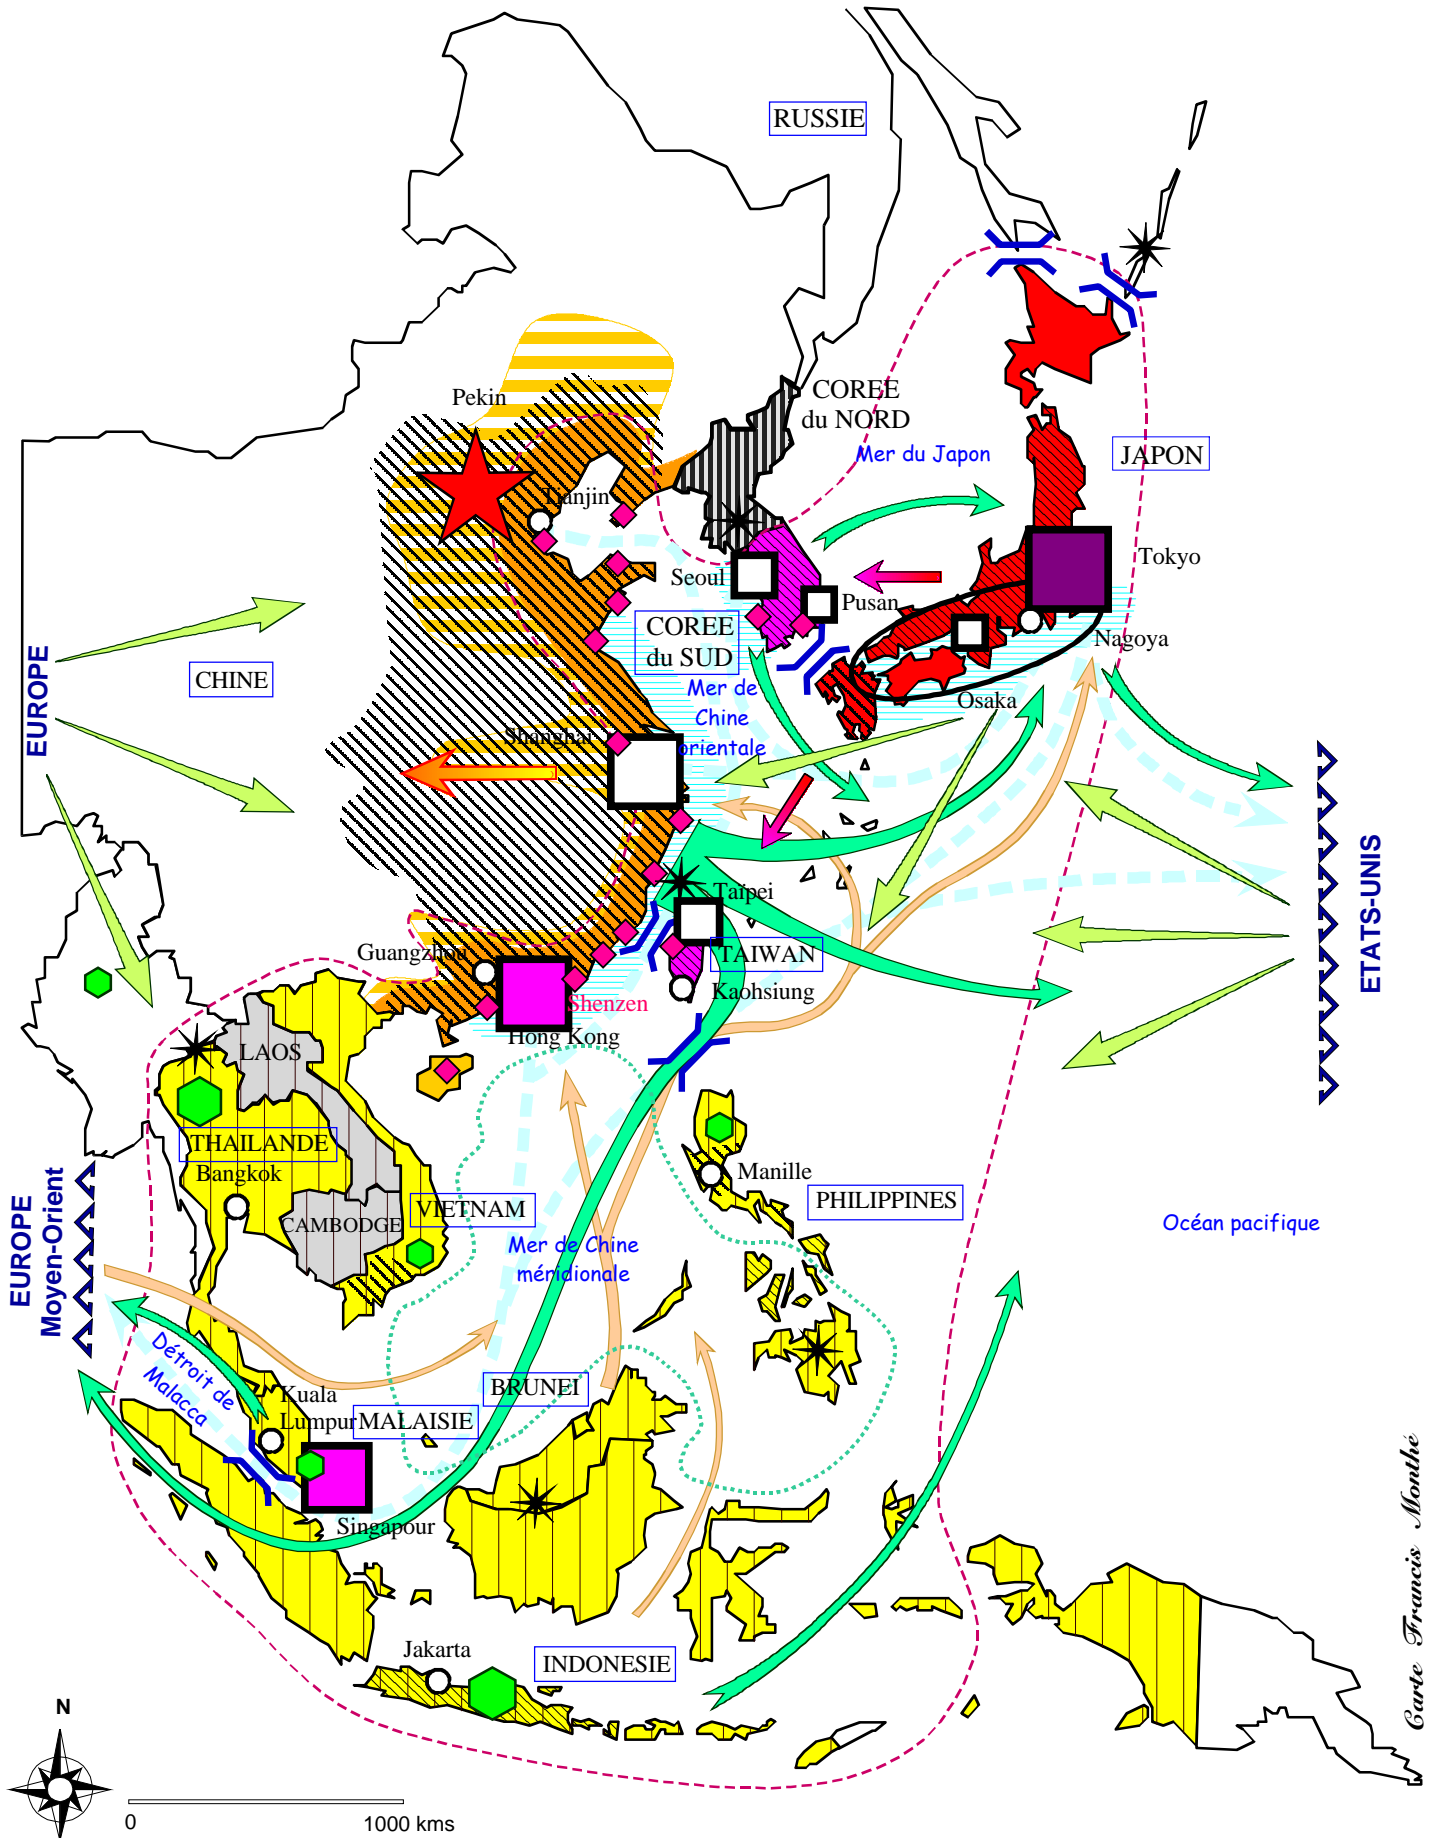 RUSSIE
Pekin
COREE
du NORD
Mer du Japon
JAPON
Tianjin
Tokyo
Seoul
Pusan
COREE
du SUD
Nagoya
EUROPE
CHINE
Mer de
Chine
orientale
Osaka
Shanghai
ETATS-UNIS
Taïpei
Guangzhou
TAIWAN
Kaohsiung
Shenzen
Hong Kong
LAOS
THAILANDE
Bangkok
Manille
EUROPE
Moyen-Orient
VIETNAM
PHILIPPINES
CAMBODGE
Océan pacifique
Mer de Chine
méridionale
Détroit de
Malacca
Kuala
Lumpur
BRUNEI
MALAISIE
Singapour
Jakarta
INDONESIE
Carte Francis Monthé
N
0
1000 kms